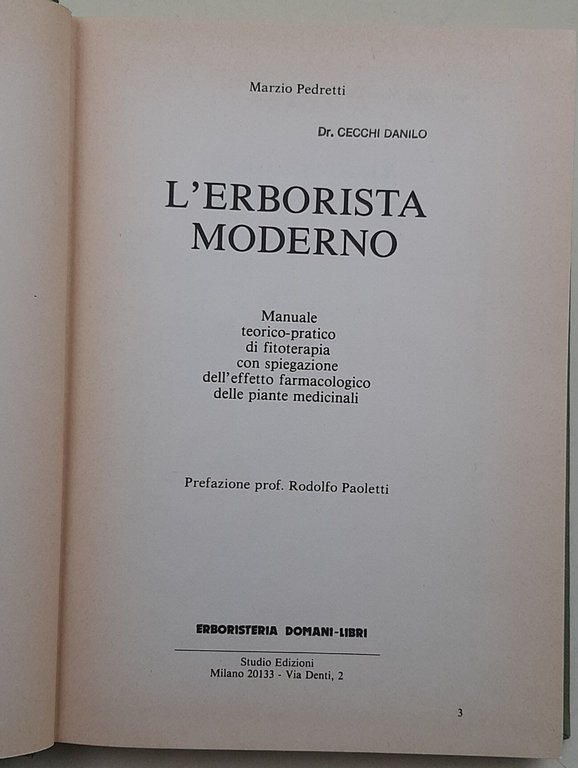 Marzio Pedretti
Dr. CECCHI DANILO
L'ERBORISTA
MODERNO
Manuale
teorico-pratico
di fitoterapia
con spiegazione
dell'effetto farmacologico
delle piante medicinali
Prefazione prof. Rodolfo Paoletti
ERBORISTERIA DOMANI-LIBRI
Studio Edizioni
Milano 20133 - Via Denti, 2
3